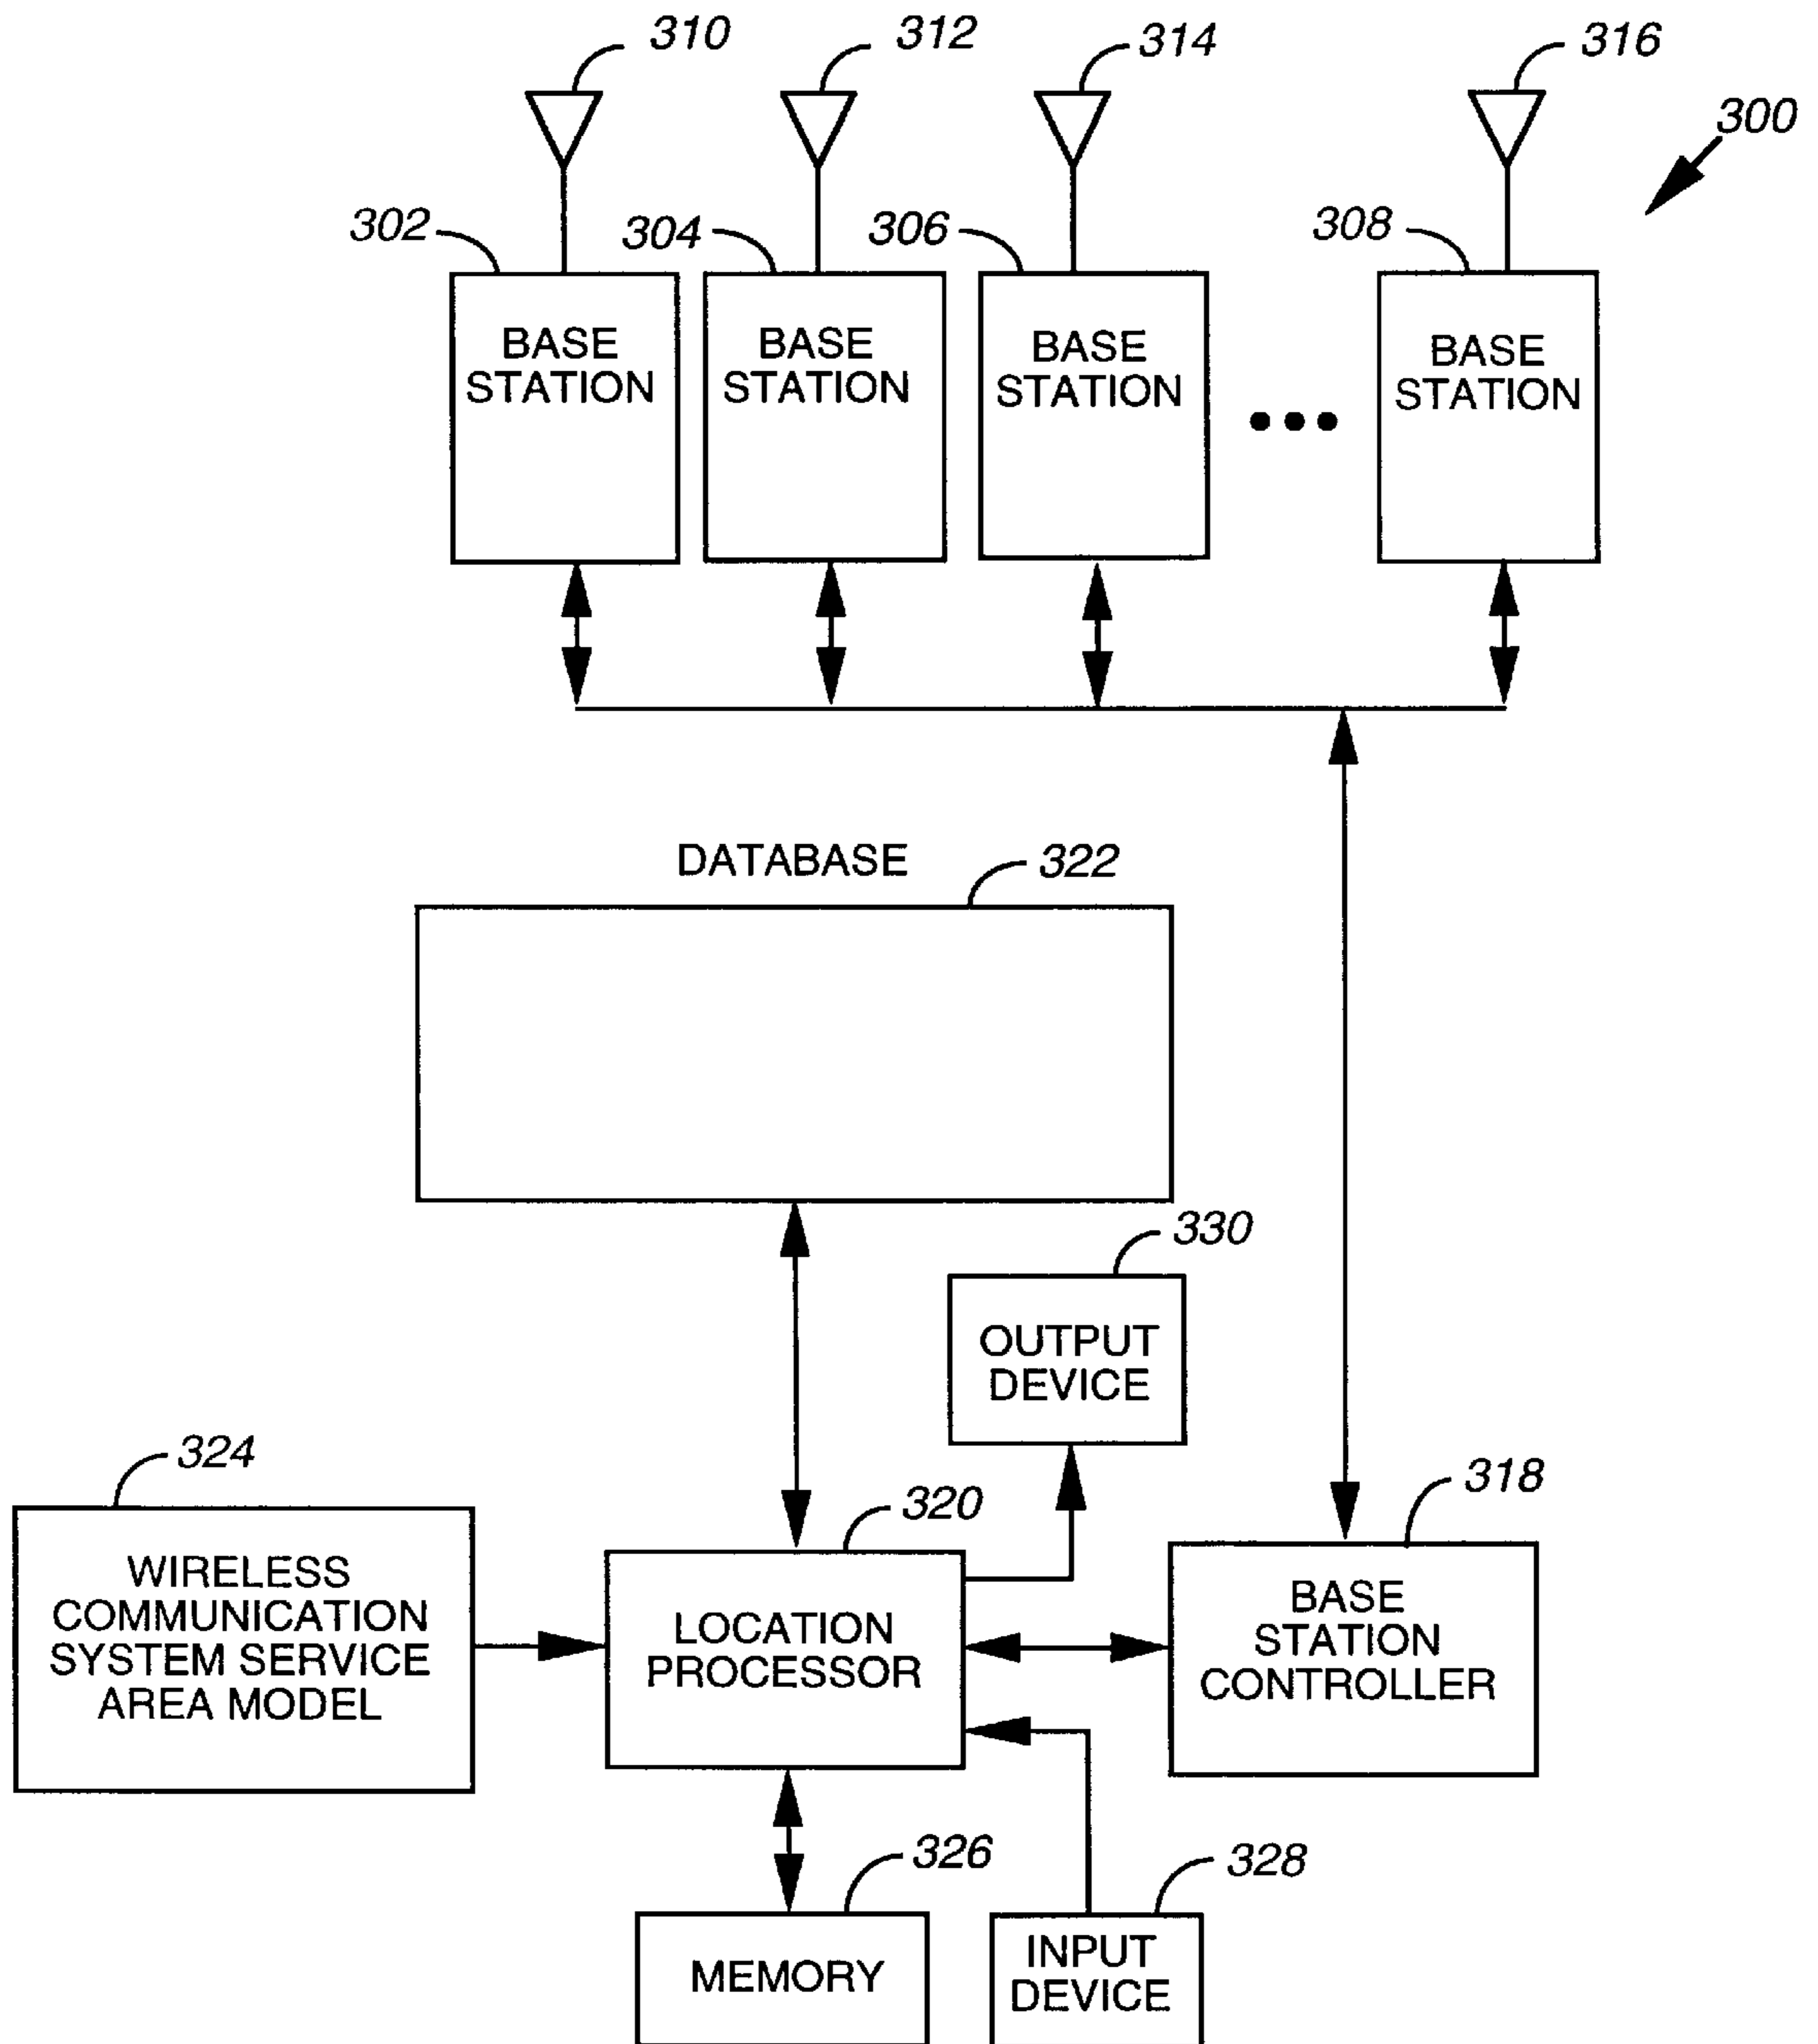 310
312
314
316
300
302
304
306
308
BASE
STATION
BASE
STATION
BASE
STATION
BASE
STATION
DATABASE
322
330
OUTPUT
DEVICE
324
320
318
WIRELESS
COMMUNICATION
SYSTEM SERVICE
AREA MODEL
LOCATION
PROCESSOR
BASE
STATION
CONTROLLER
326
328
MEMORY
INPUT
DEVICE